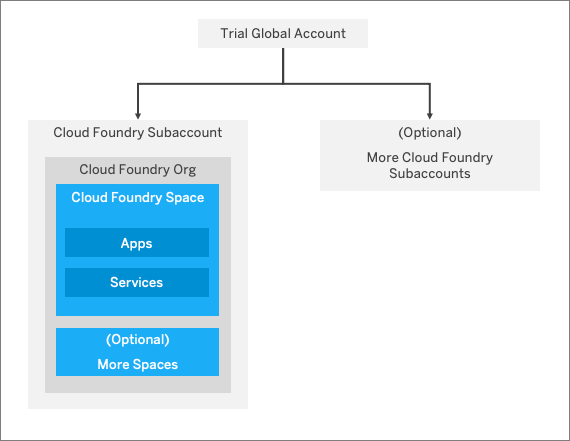 Trial Global Account
Cloud Foundry Subaccount
Cloud Foundry Org
Cloud Foundry Space
Apps
Services
(Optional)
More Spaces
(Optional)
More Cloud Foundry
Subaccounts